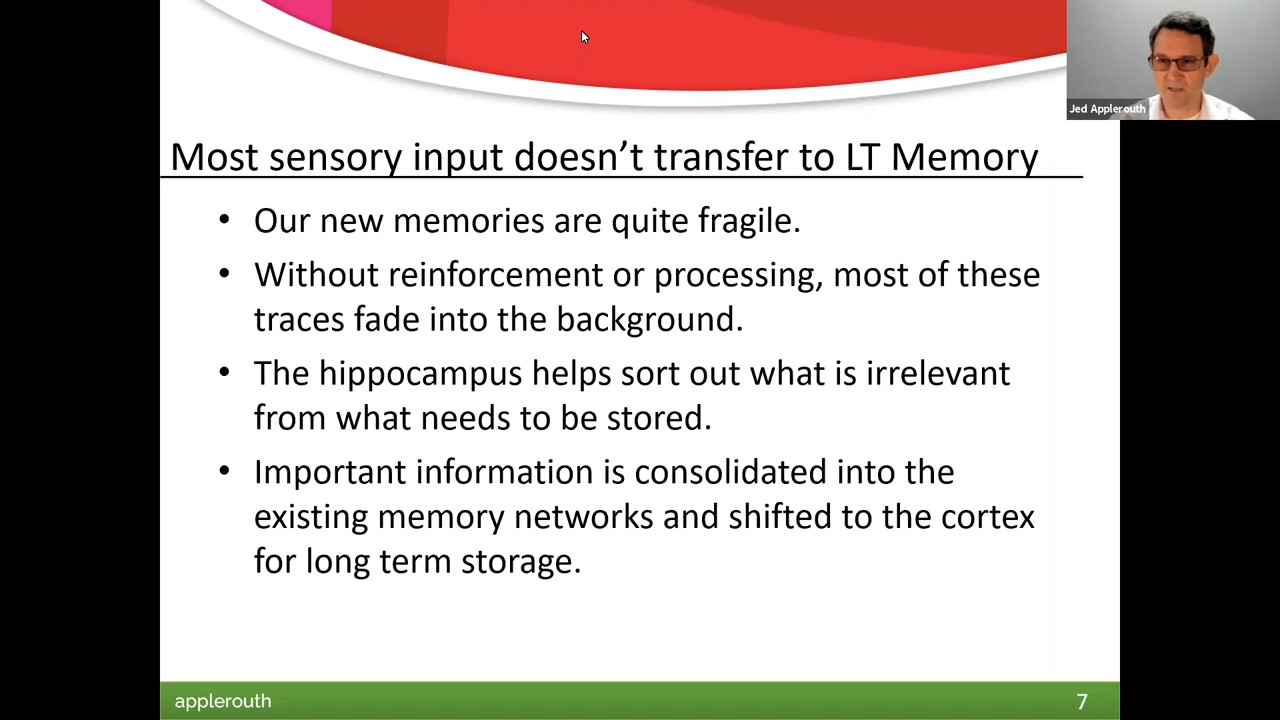 Jed Applerouth
Most sensory input doesn’t transfer to LT Memory
• Our new memories are quite fragile.
• Without reinforcement or processing, most of these
traces fade into the background.
• The hippocampus helps sort out what is irrelevant
from what needs to be stored.
• Important information is consolidated into the
existing memory networks and shifted to the cortex
for long term storage.
applerouth
7